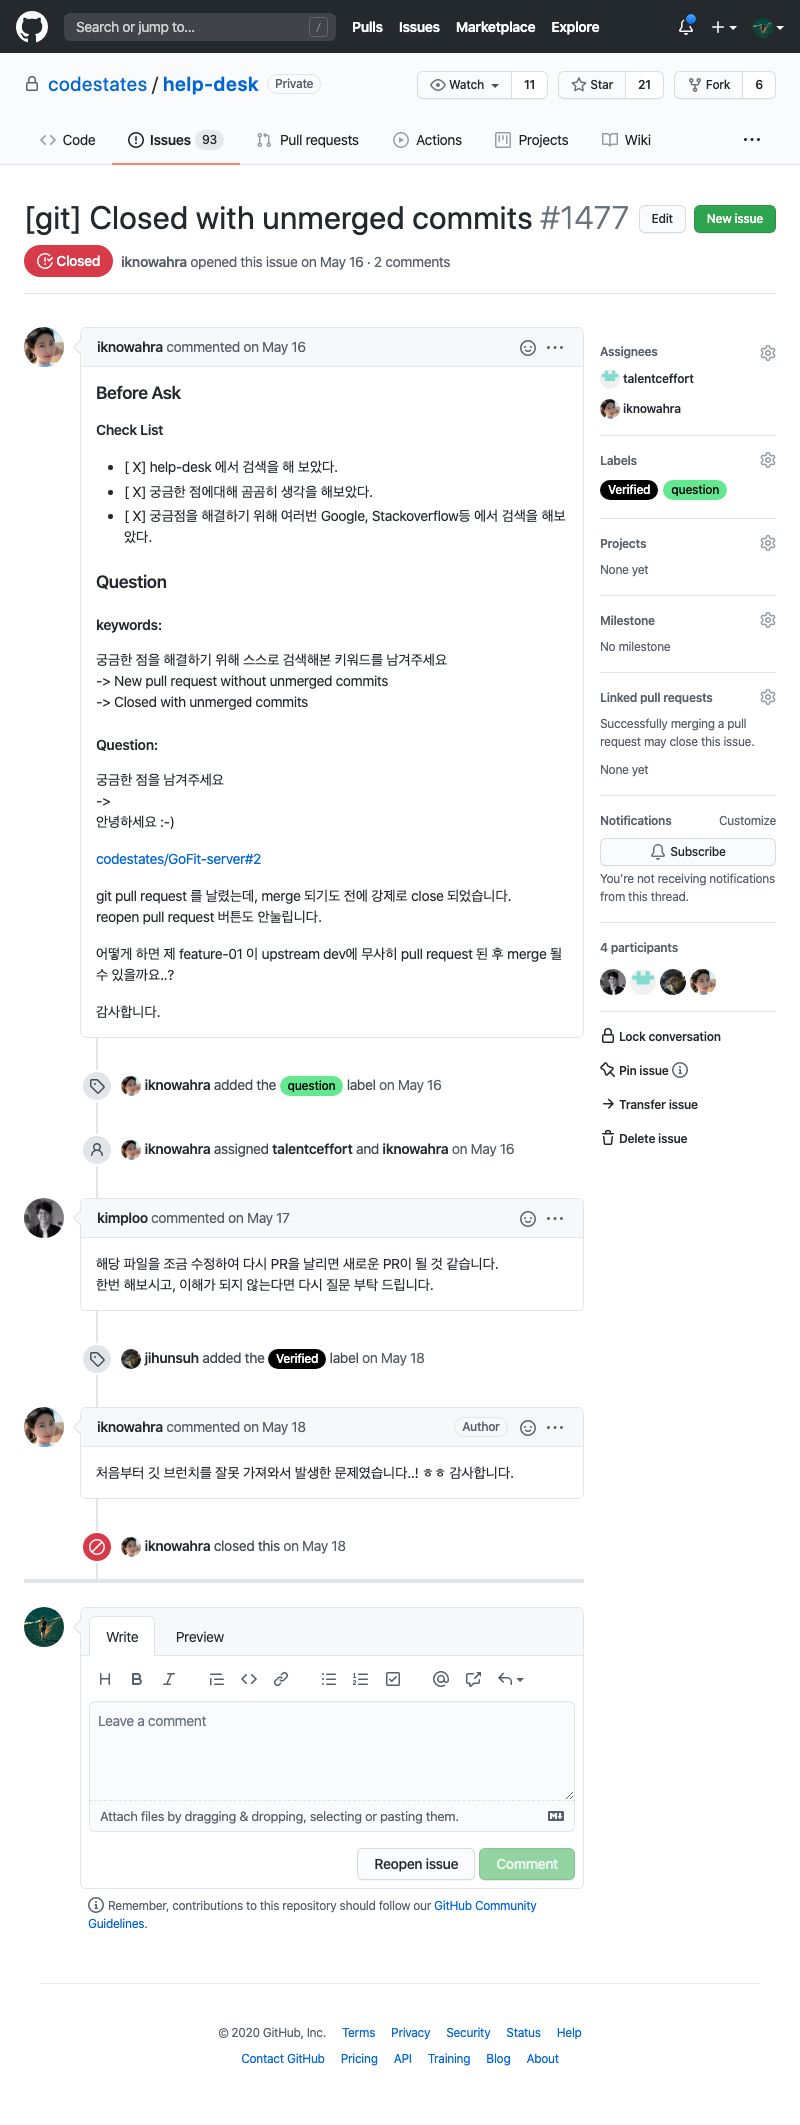 Search or jump to... /
Pulls Issues Marketplace Explore
codestates / help-desk Private
Watch 11 Star 21 Fork 6
Code Issues 93 Pull requests Actions Projects Wiki
[git] Closed with unmerged commits #1477
Edit New issue
Closed iknowahra opened this issue on May 16 · 2 comments
iknowahra commented on May 16
Before Ask
Check List
[ X] help-desk 에서 검색을 해 보았다.
[ X] 궁금한 점에대해 곰곰히 생각을 해보았다.
[ X] 궁금점을 해결하기 위해 여러번 Google, Stackoverflow등 에서 검색을 해보
았다.
Question
keywords:
궁금한 점을 해결하기 위해 스스로 검색해본 키워드를 남겨주세요
-> New pull request without unmerged commits
-> Closed with unmerged commits
Question:
궁금한 점을 남겨주세요
->
안녕하세요 :-)
codestates/GoFit-server#2
git pull request 를 날렸는데, merge 되기도 전에 강제로 close 되었습니다.
reopen pull request 버튼도 안눌립니다.
어떻게 하면 제 feature-01 이 upstream dev에 무사히 pull request 된 후 merge 될
수 있을까요..?
감사합니다.
iknowahra added the question label on May 16
iknowahra assigned talentceffort and iknowahra on May 16
kimploo commented on May 17
해당 파일을 조금 수정하여 다시 PR을 날리면 새로운 PR이 될 것 같습니다.
한번 해보시고, 이해가 되지 않는다면 다시 질문 부탁 드립니다.
jihunsuh added the Verified label on May 18
iknowahra commented on May 18 Author
처음부터 깃 브런치를 잘못 가져와서 발생한 문제였습니다..! ㅎㅎ 감사합니다.
iknowahra closed this on May 18
Write Preview
H B I
Leave a comment
Attach files by dragging & dropping, selecting or pasting them.
Reopen issue Comment
Remember, contributions to this repository should follow our GitHub Community
Guidelines.
Assignees
talentceffort
iknowahra
Labels
Verified question
Projects
None yet
Milestone
No milestone
Linked pull requests
Successfully merging a pull
request may close this issue.
None yet
Notifications Customize
Subscribe
You're not receiving notifications
from this thread.
4 participants
Lock conversation
Pin issue
Transfer issue
Delete issue
© 2020 GitHub, Inc. Terms Privacy Security Status Help
Contact GitHub Pricing API Training Blog About